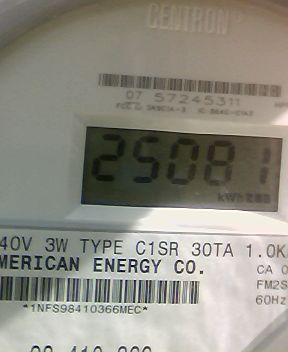 CENTRON
07 57245311
25081
kWh
40V 3W TYPE C1SR 30TA 1.0K
MERICAN ENERGY CO.
CA 0
FM2S
60Hz
*1NFS98410366MEC*